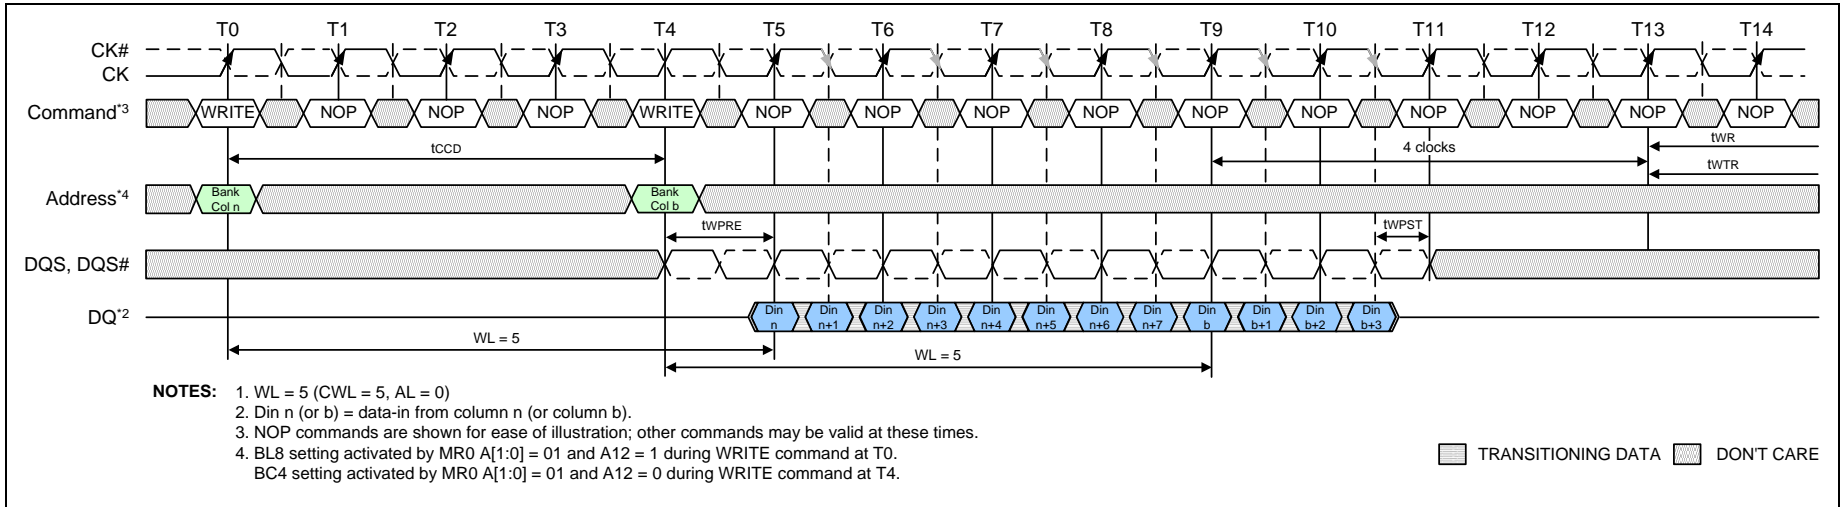 T0 T1 T2 T3 T4 T5 T6 T7 T8 T9 T10 T11 T12 T13 T14
CK#
CK
Command*3 WRITE NOP NOP NOP WRITE NOP NOP NOP NOP NOP NOP NOP NOP NOP NOP
tCCD 4 clocks tWR
tWTR
Address*4 Bank Col n Bank Col b
tWPRE tWPST
DQS, DQS#
DQ*2 Din n Din n+1 Din n+2 Din n+3 Din n+4 Din n+5 Din n+6 Din n+7 Din b Din b+1 Din b+2 Din b+3
WL = 5
WL = 5
NOTES: 1. WL = 5 (CWL = 5, AL = 0)
2. Din n (or b) = data-in from column n (or column b).
3. NOP commands are shown for ease of illustration; other commands may be valid at these times.
4. BL8 setting activated by MR0 A[1:0] = 01 and A12 = 1 during WRITE command at T0.
BC4 setting activated by MR0 A[1:0] = 01 and A12 = 0 during WRITE command at T4.
TRANSITIONING DATA DON'T CARE